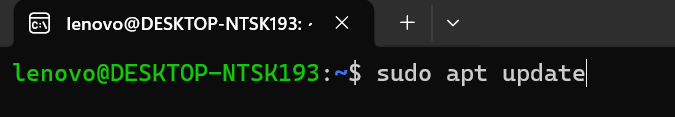 lenovo@DESKTOP-NTSK193: ~
lenovo@DESKTOP-NTSK193:~$ sudo apt update